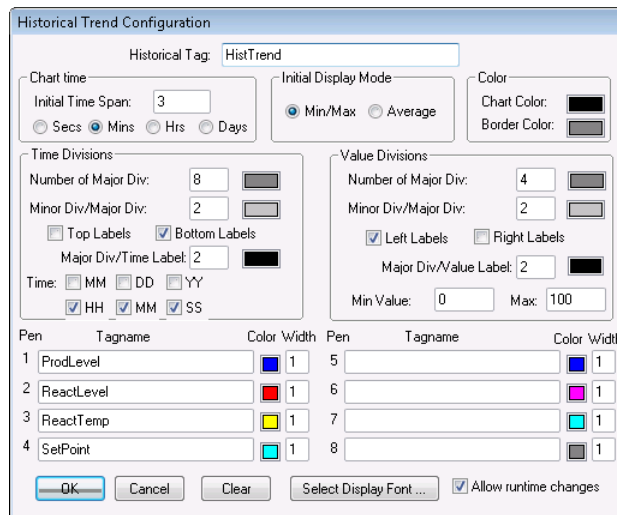 Historical Trend Configuration
Historical Tag: HistTrend
Chart time
Initial Time Span: 3
Secs Mins Hrs Days
Initial Display Mode
Min/Max Average
Color
Chart Color:
Border Color:
Time Divisions
Number of Major Div: 8
Minor Div/Major Div: 2
Top Labels Bottom Labels
Major Div/Time Label: 2
Time: MM DD YY
HH MM SS
Value Divisions
Number of Major Div: 4
Minor Div/Major Div: 2
Left Labels Right Labels
Major Div/Value Label: 2
Min Value: 0 Max: 100
Pen Tagname Color Width Pen Tagname Color Width
1 ProdLevel 1 5 1
2 ReactLevel 1 6 1
3 ReactTemp 1 7 1
4 SetPoint 1 8 1
OK Cancel Clear Select Display Font ... Allow runtime changes